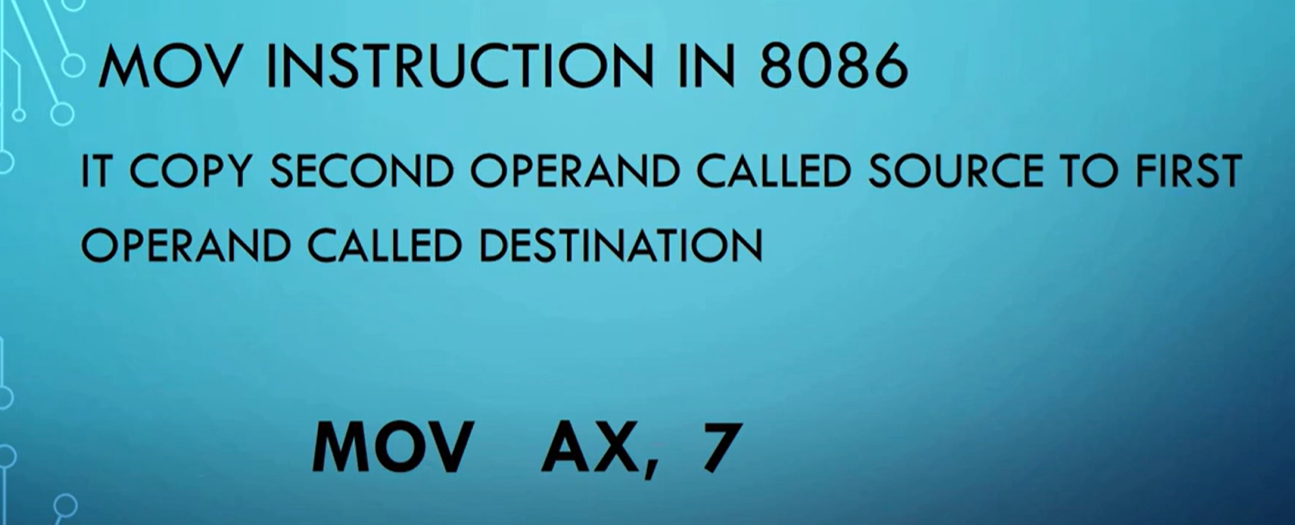 MOV INSTRUCTION IN 8086
IT COPY SECOND OPERAND CALLED SOURCE TO FIRST
OPERAND CALLED DESTINATION
MOV AX, 7